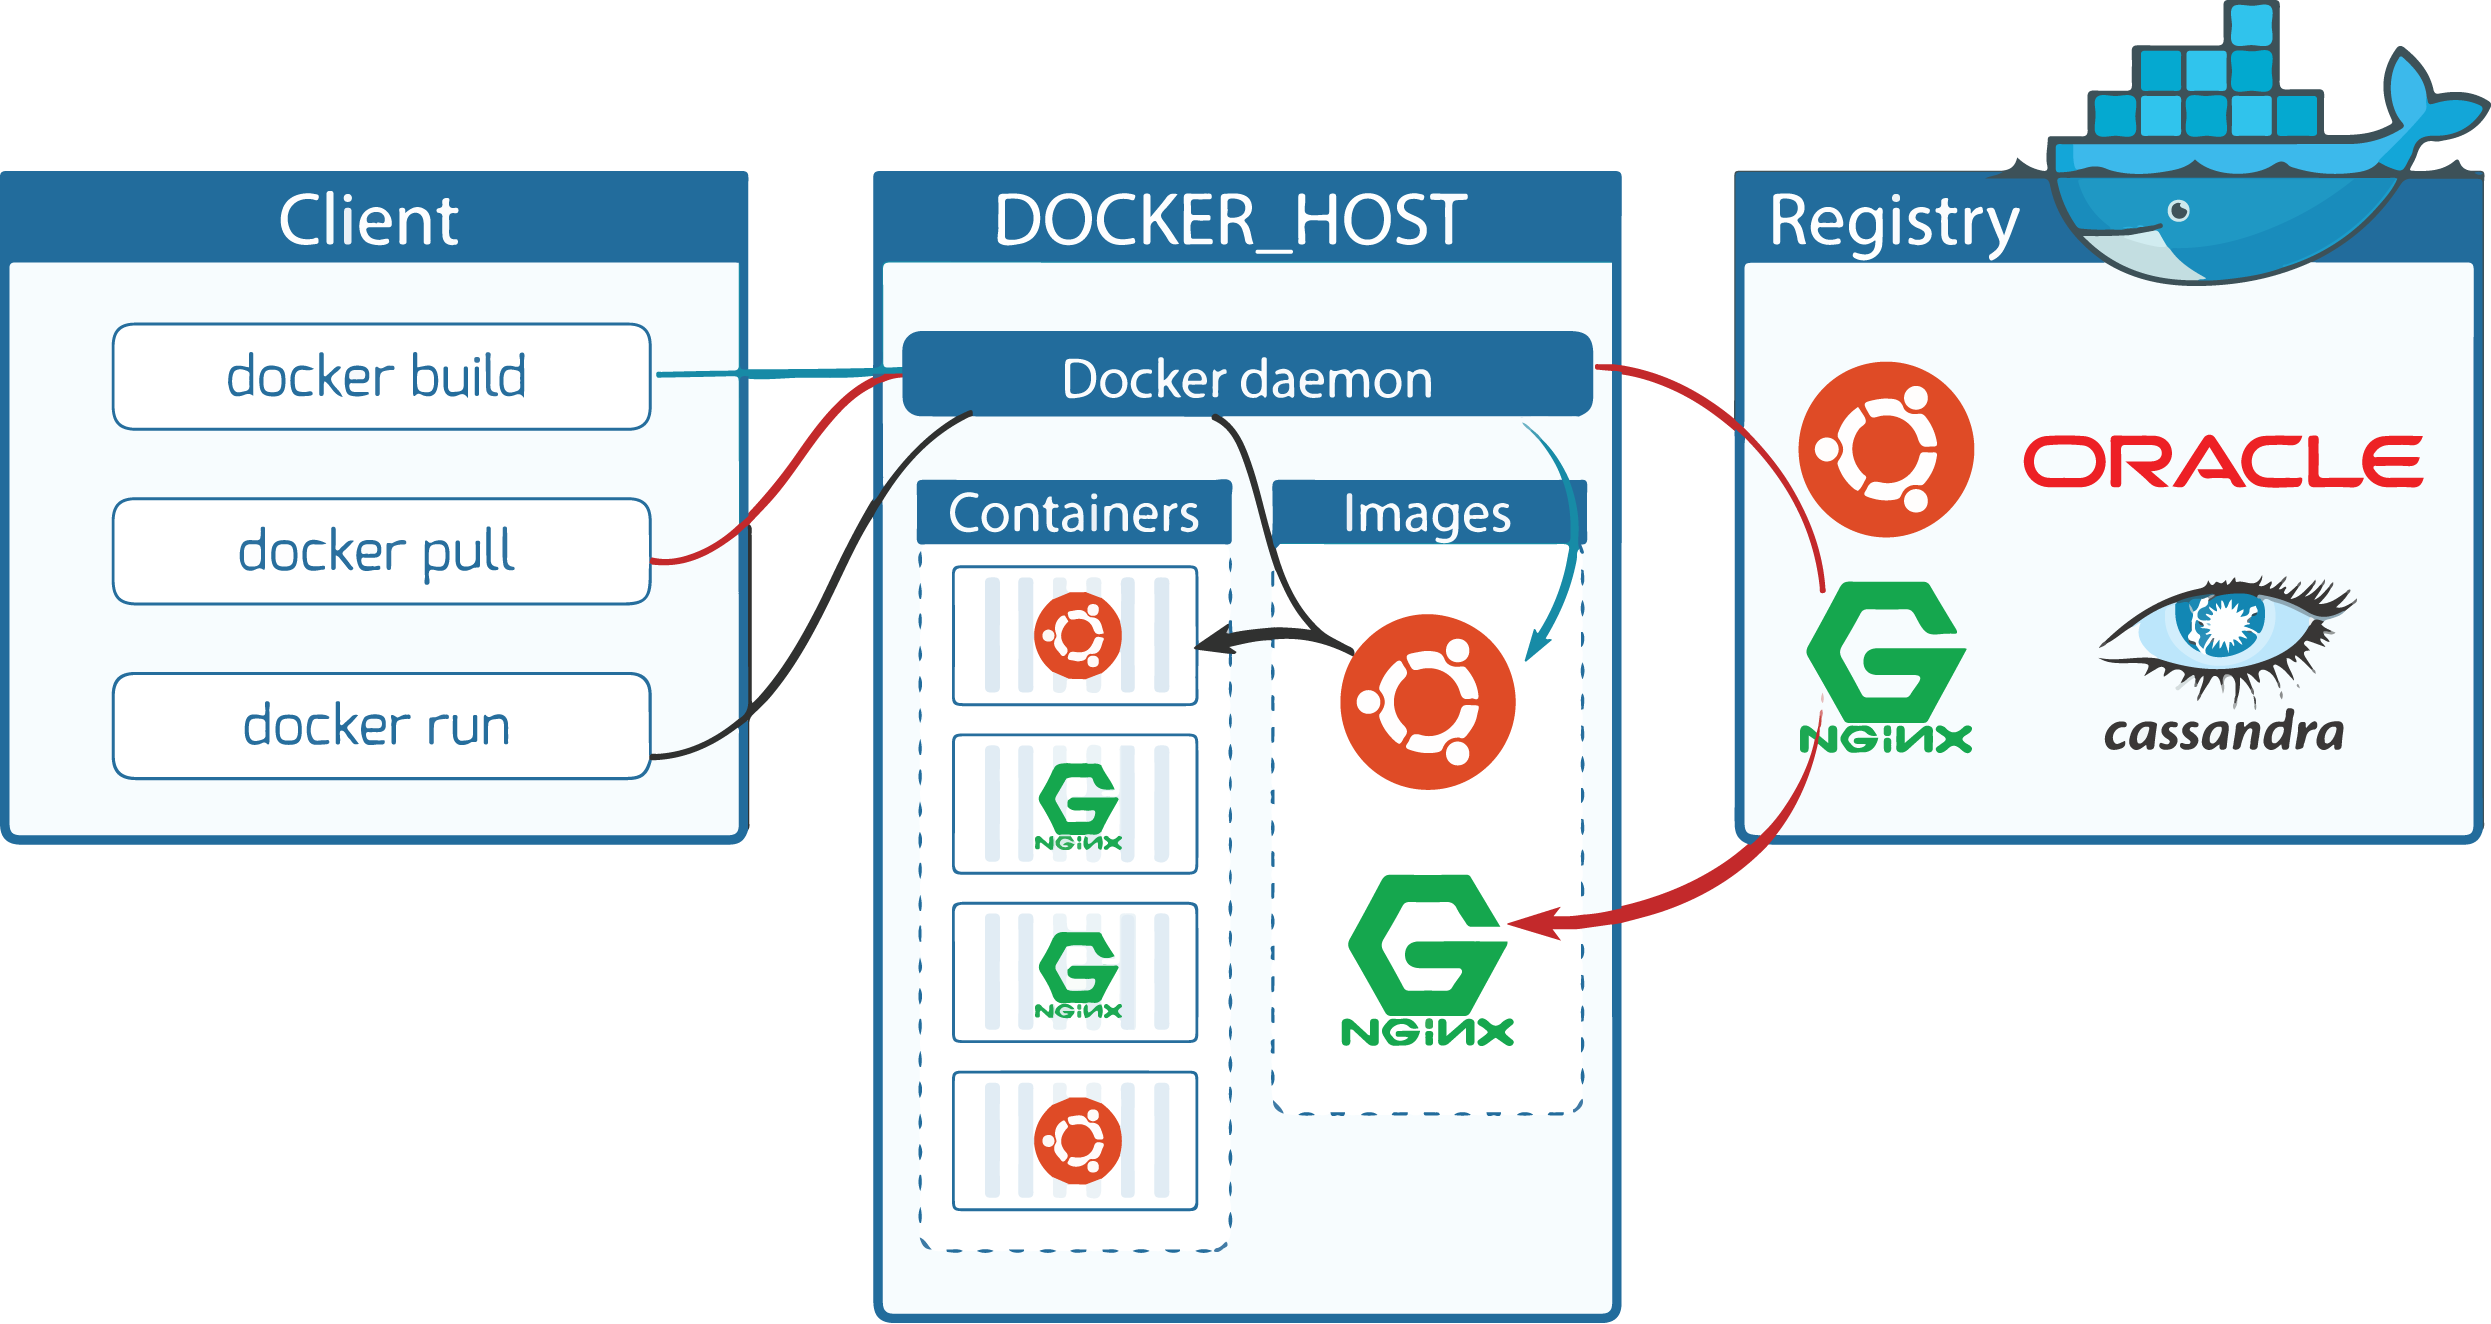 Client
docker build
docker pull
docker run
DOCKER_HOST
Docker daemon
Containers
NGiNX
NGiNX
Images
NGiNX
Registry
ORACLE
NGiNX
cassandra